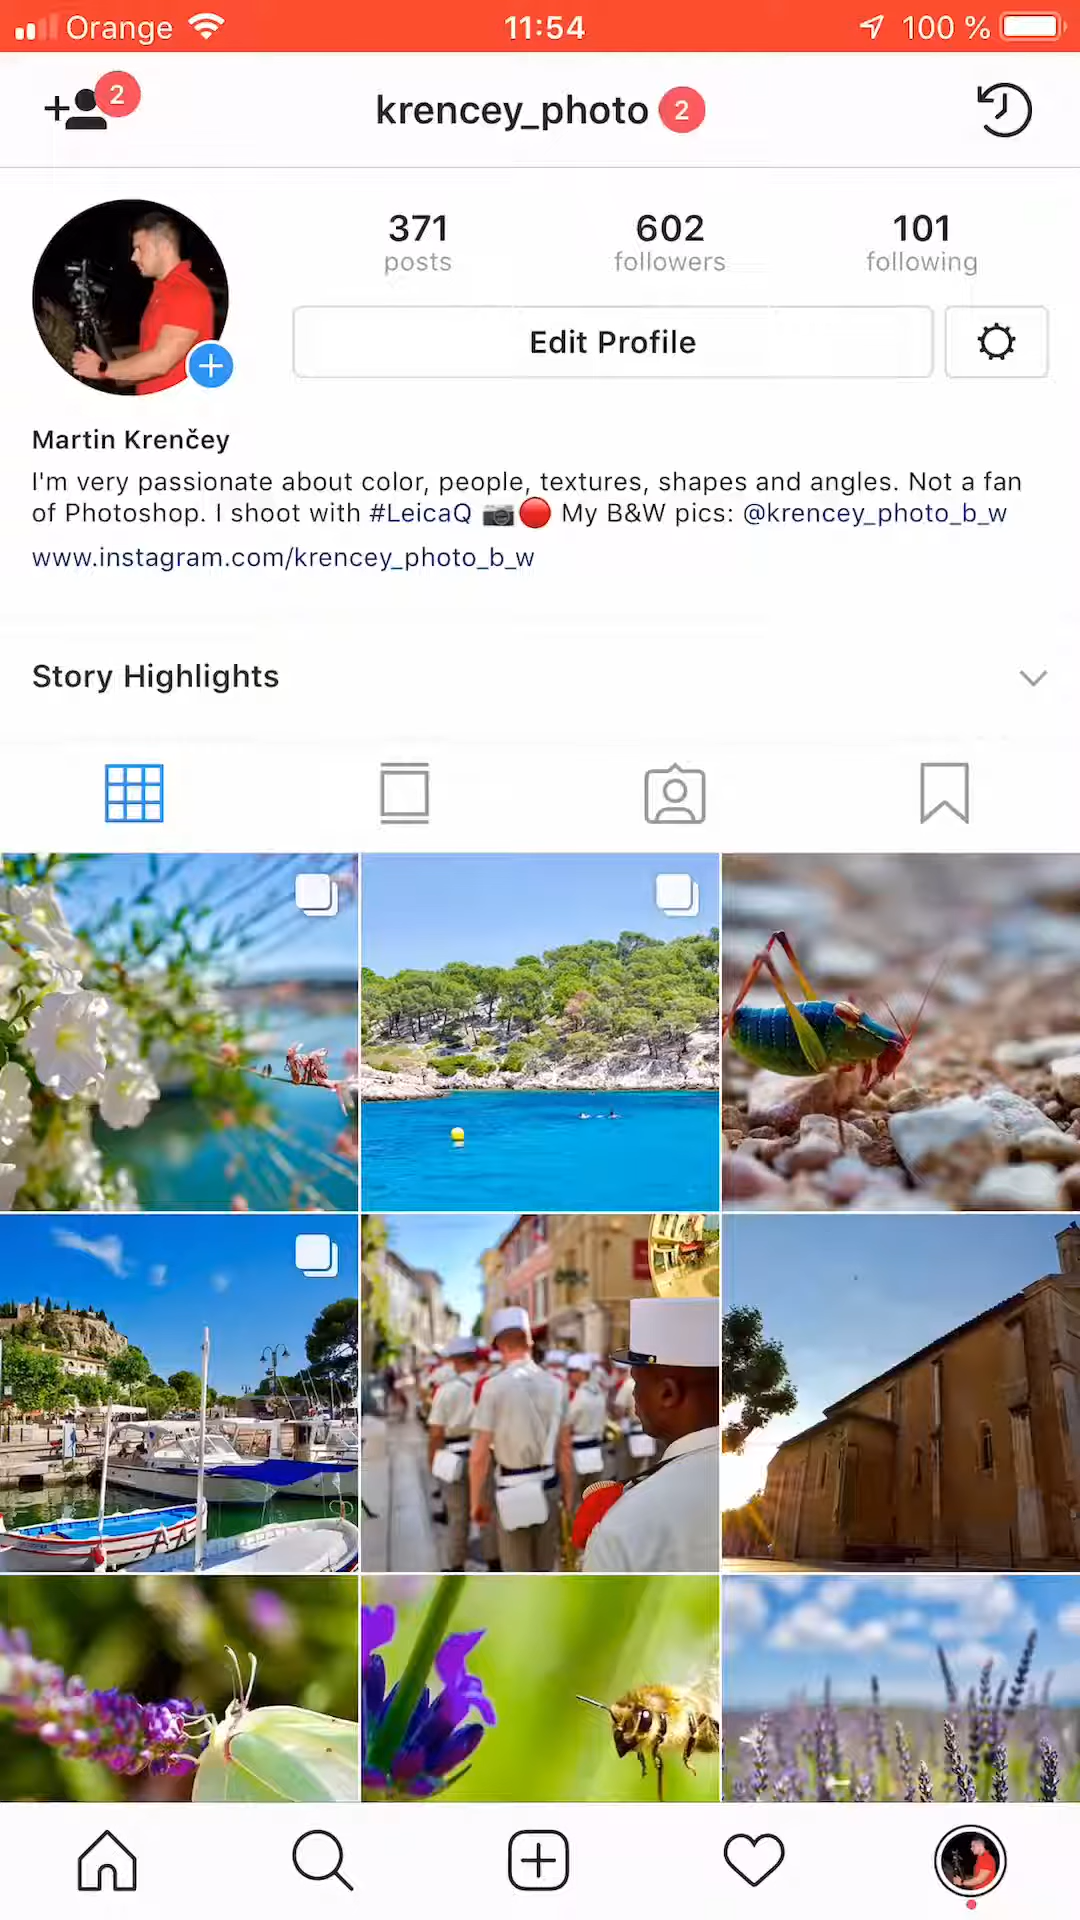 Orange 11:54 100 %
2 krencey_photo 2
371 602 101
posts followers following
Edit Profile
Martin Krenčey
I'm very passionate about color, people, textures, shapes and angles. Not a fan
of Photoshop. I shoot with #LeicaQ 📷🔴 My B&W pics: @krencey_photo_b_w
www.instagram.com/krencey_photo_b_w
Story Highlights